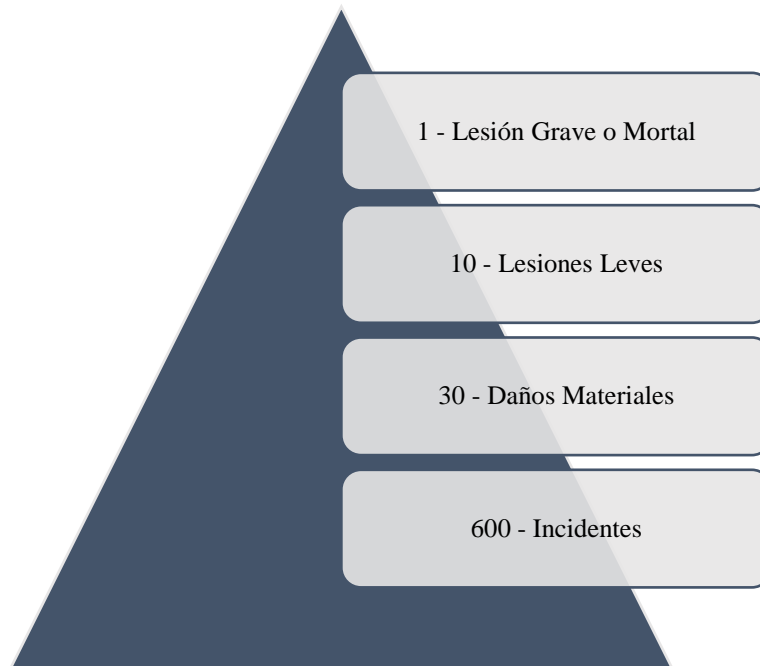 1 - Lesión Grave o Mortal
10 - Lesiones Leves
30 - Daños Materiales
600 - Incidentes